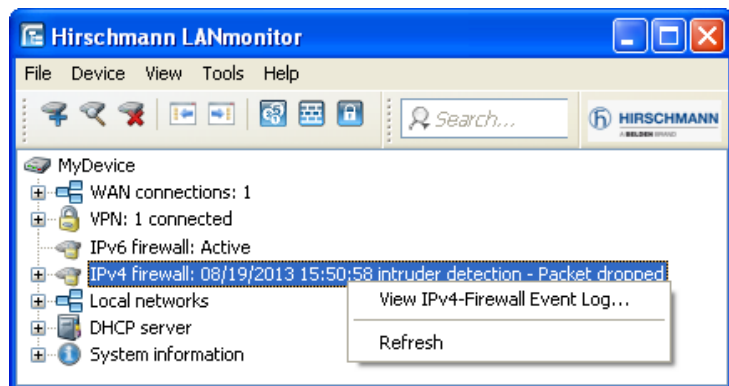 Hirschmann LANmonitor
File Device View Tools Help
Search...
HIRSCHMANN
A BELDEN BRAND
MyDevice
WAN connections: 1
VPN: 1 connected
IPv6 firewall: Active
IPv4 firewall: 08/19/2013 15:50:58 intruder detection - Packet dropped
View IPv4-Firewall Event Log...
Local networks
Refresh
DHCP server
System information